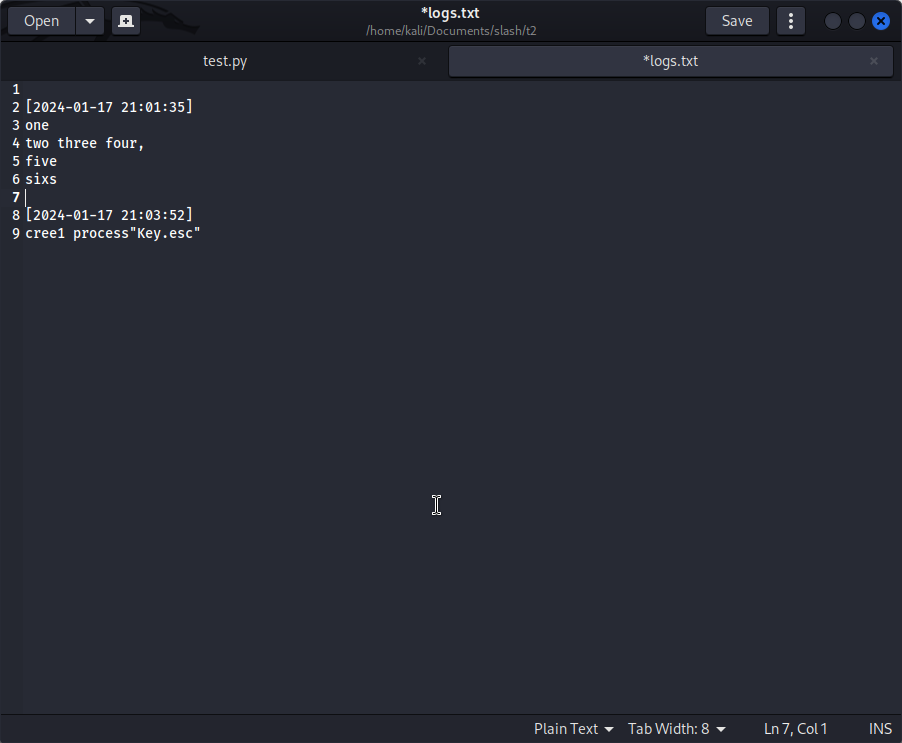 Open
*logs.txt
/home/kali/Documents/slash/t2
Save
test.py
*logs.txt
1
2 [2024-01-17 21:01:35]
3 one
4 two three four,
5 five
6 sixs
7
8 [2024-01-17 21:03:52]
9 cree1 process"Key.esc"
Plain Text Tab Width: 8 Ln 7, Col 1 INS